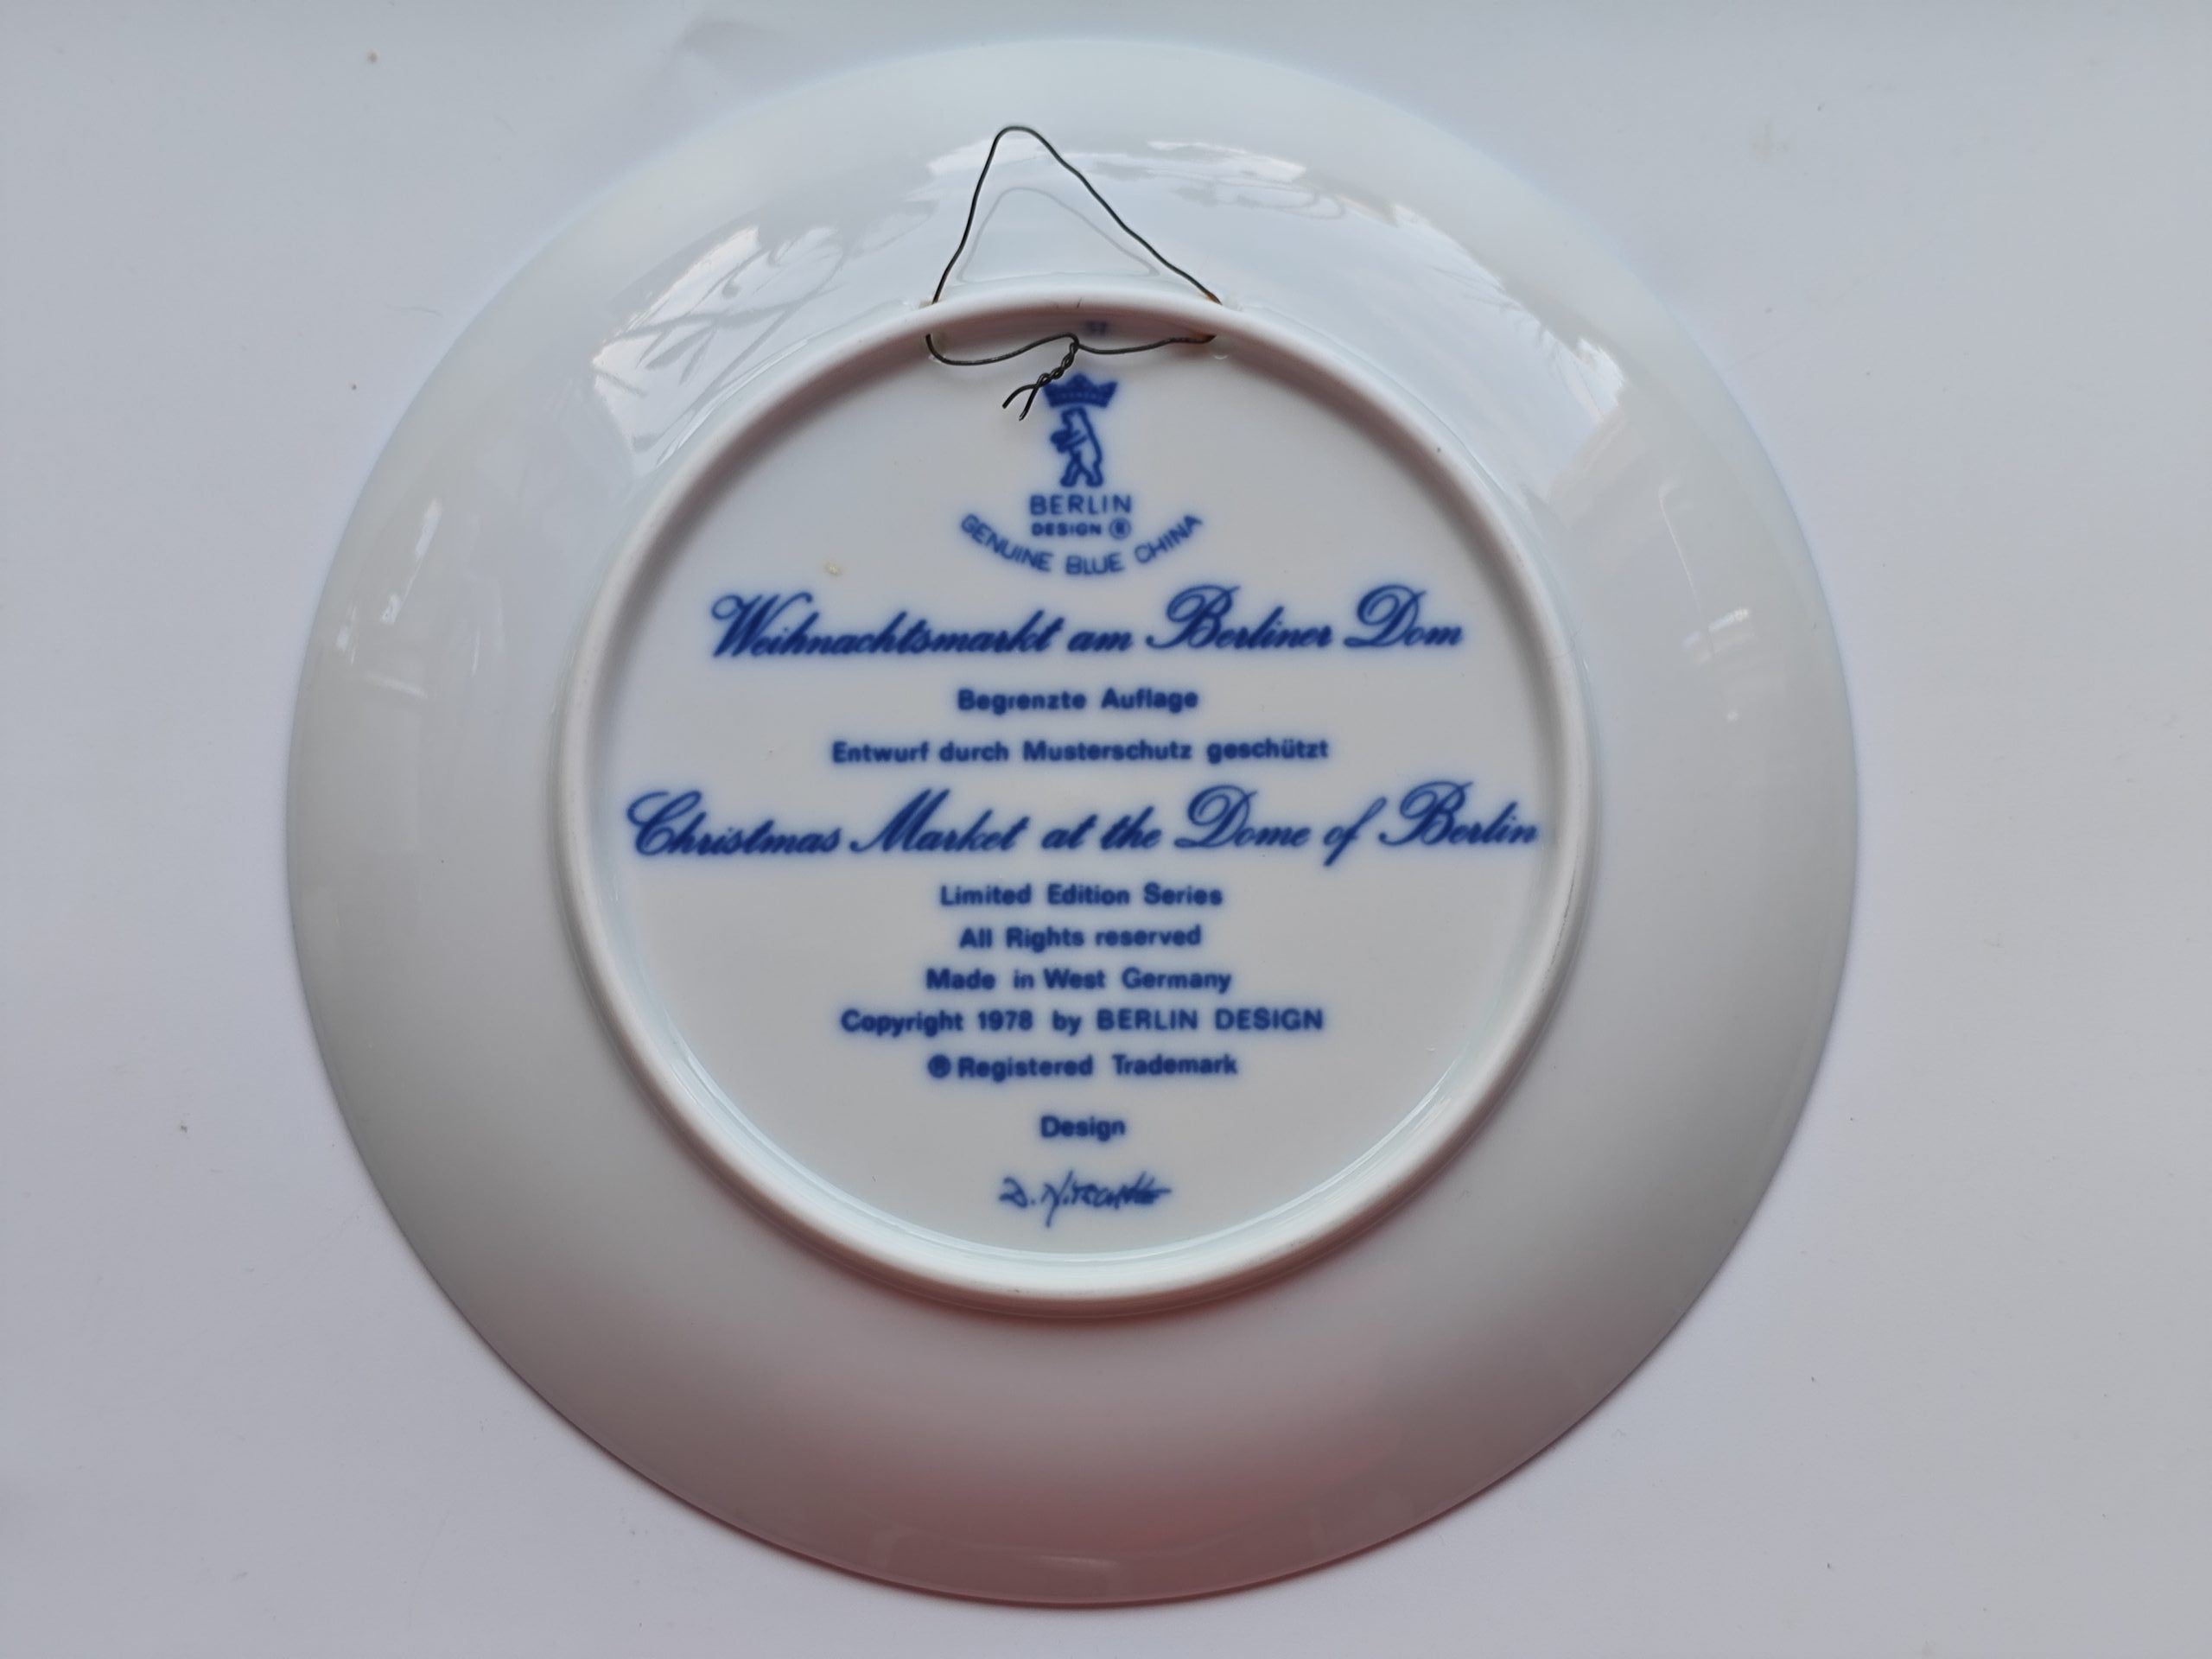 BERLIN
DESIGN ®
GENUINE BLUE CHINA
Weihnachtsmarkt am Berliner Dom
Begrenzte Auflage
Entwurf durch Musterschutz geschützt
Christmas Market at the Dome of Berlin
Limited Edition Series
All Rights reserved
Made in West Germany
Copyright 1978 by BERLIN DESIGN
® Registered Trademark
Design